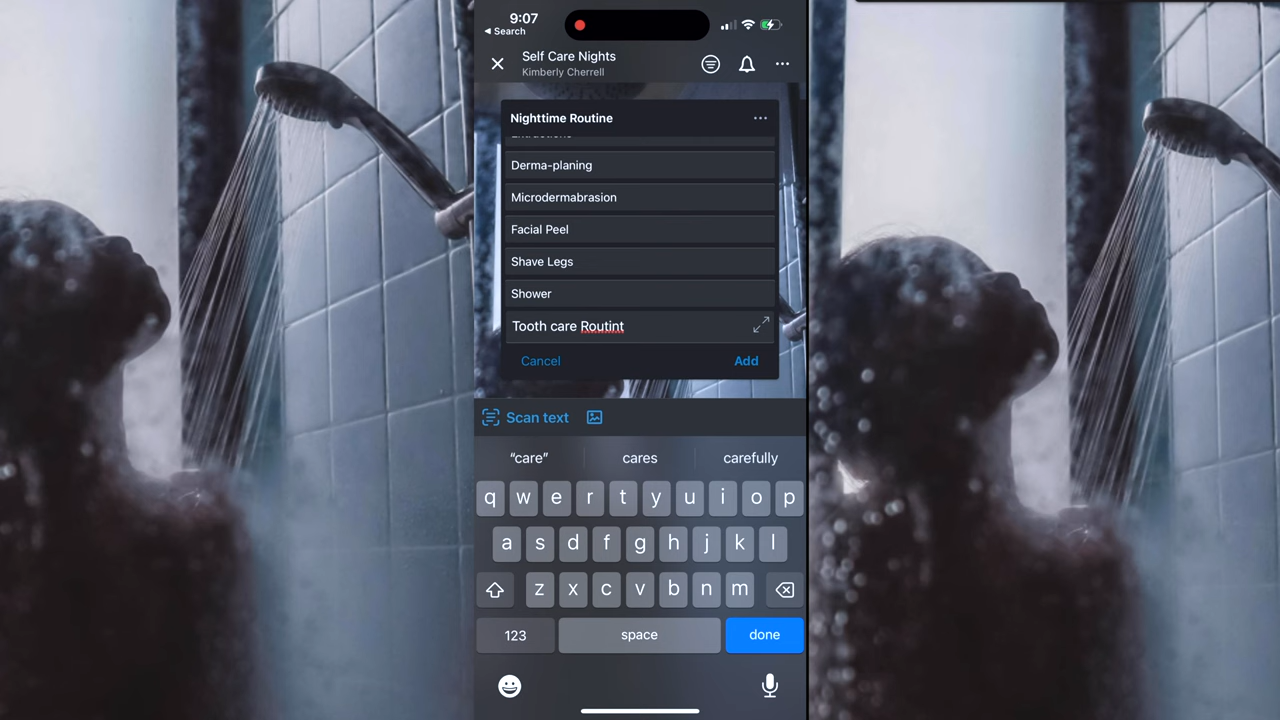 9:07
Search
Self Care Nights
Kimberly Cherrell
Nighttime Routine
Derma-planing
Microdermabrasion
Facial Peel
Shave Legs
Shower
Tooth care Routint
Cancel Add
Scan text
“care” cares carefully
q w e r t y u i o p
a s d f g h j k l
z x c v b n m
123 space done